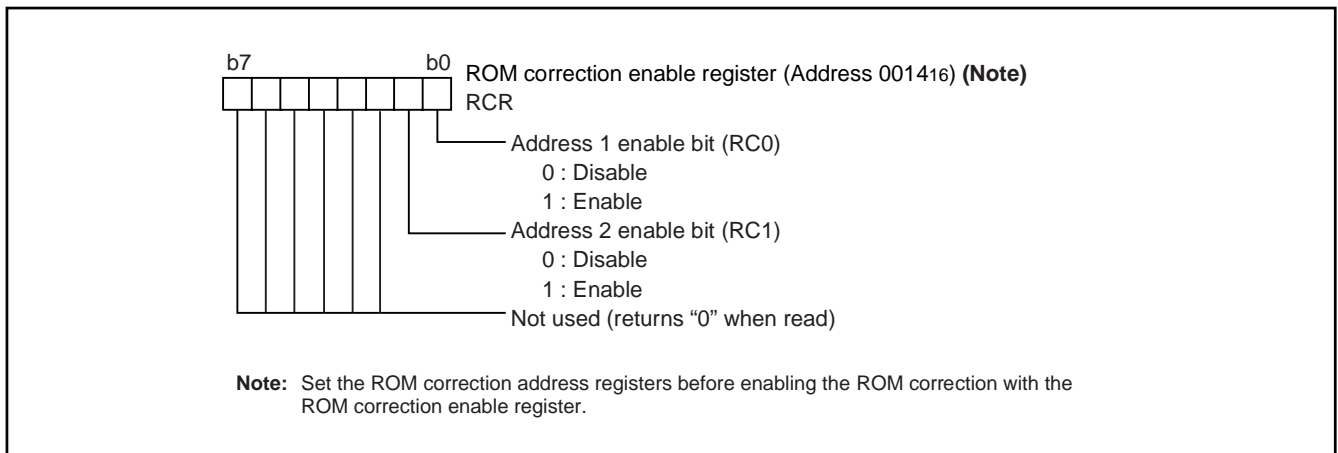 b7 b0 ROM correction enable register (Address 001416) (Note)
RCR
Address 1 enable bit (RC0)
0 : Disable
1 : Enable
Address 2 enable bit (RC1)
0 : Disable
1 : Enable
Not used (returns “0” when read)
Note: Set the ROM correction address registers before enabling the ROM correction with the
ROM correction enable register.